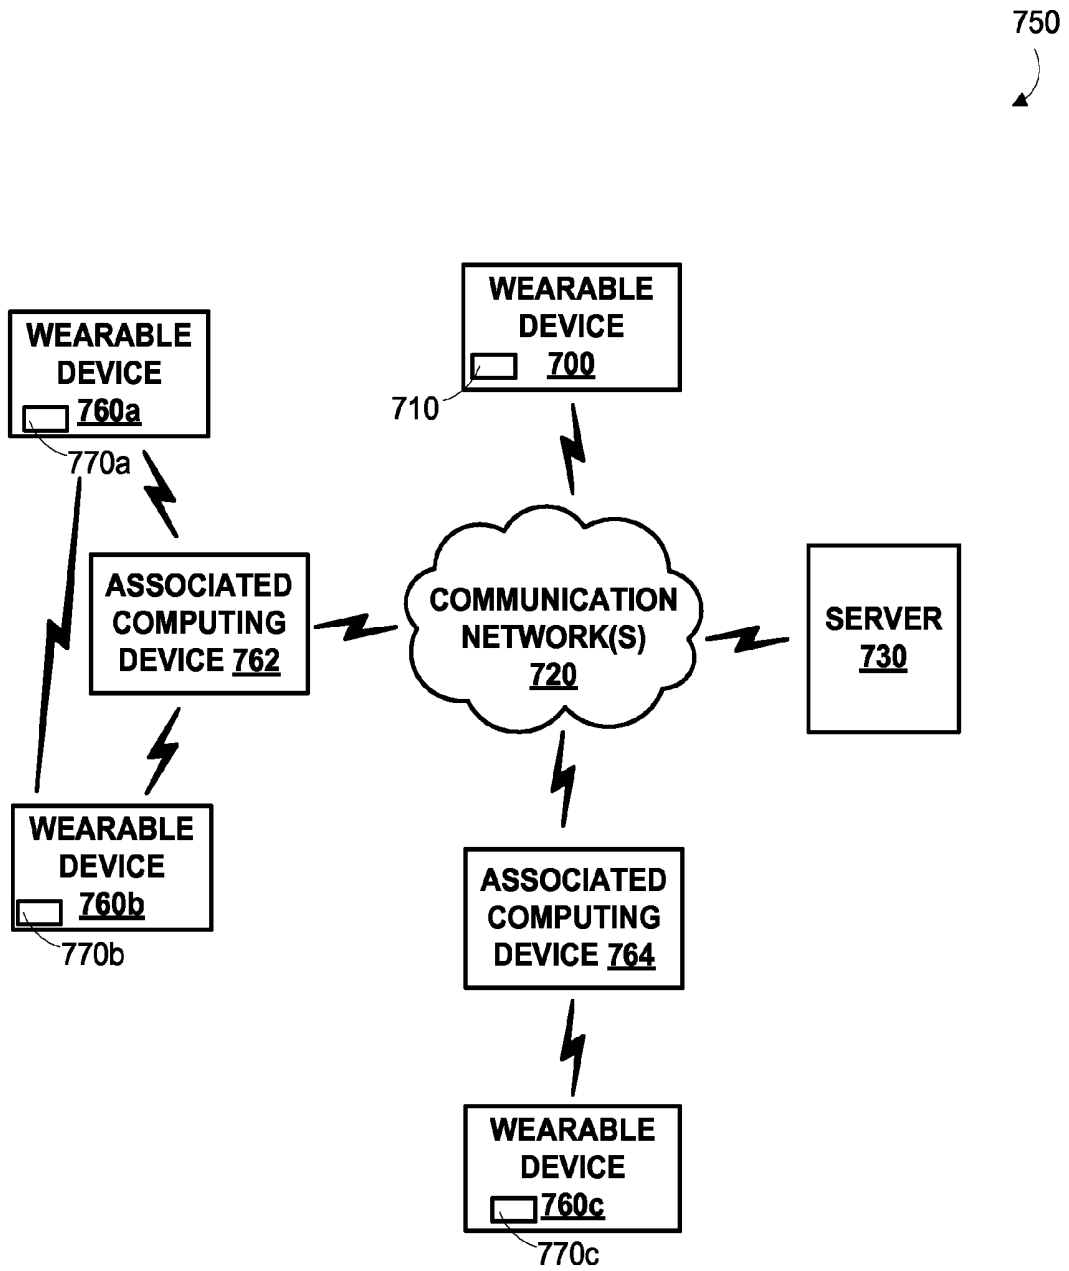 750
WEARABLE
DEVICE
700
710
WEARABLE
DEVICE
760a
770a
ASSOCIATED
COMPUTING
DEVICE 762
COMMUNICATION
NETWORK(S)
720
SERVER
730
WEARABLE
DEVICE
760b
770b
ASSOCIATED
COMPUTING
DEVICE 764
WEARABLE
DEVICE
760c
770c